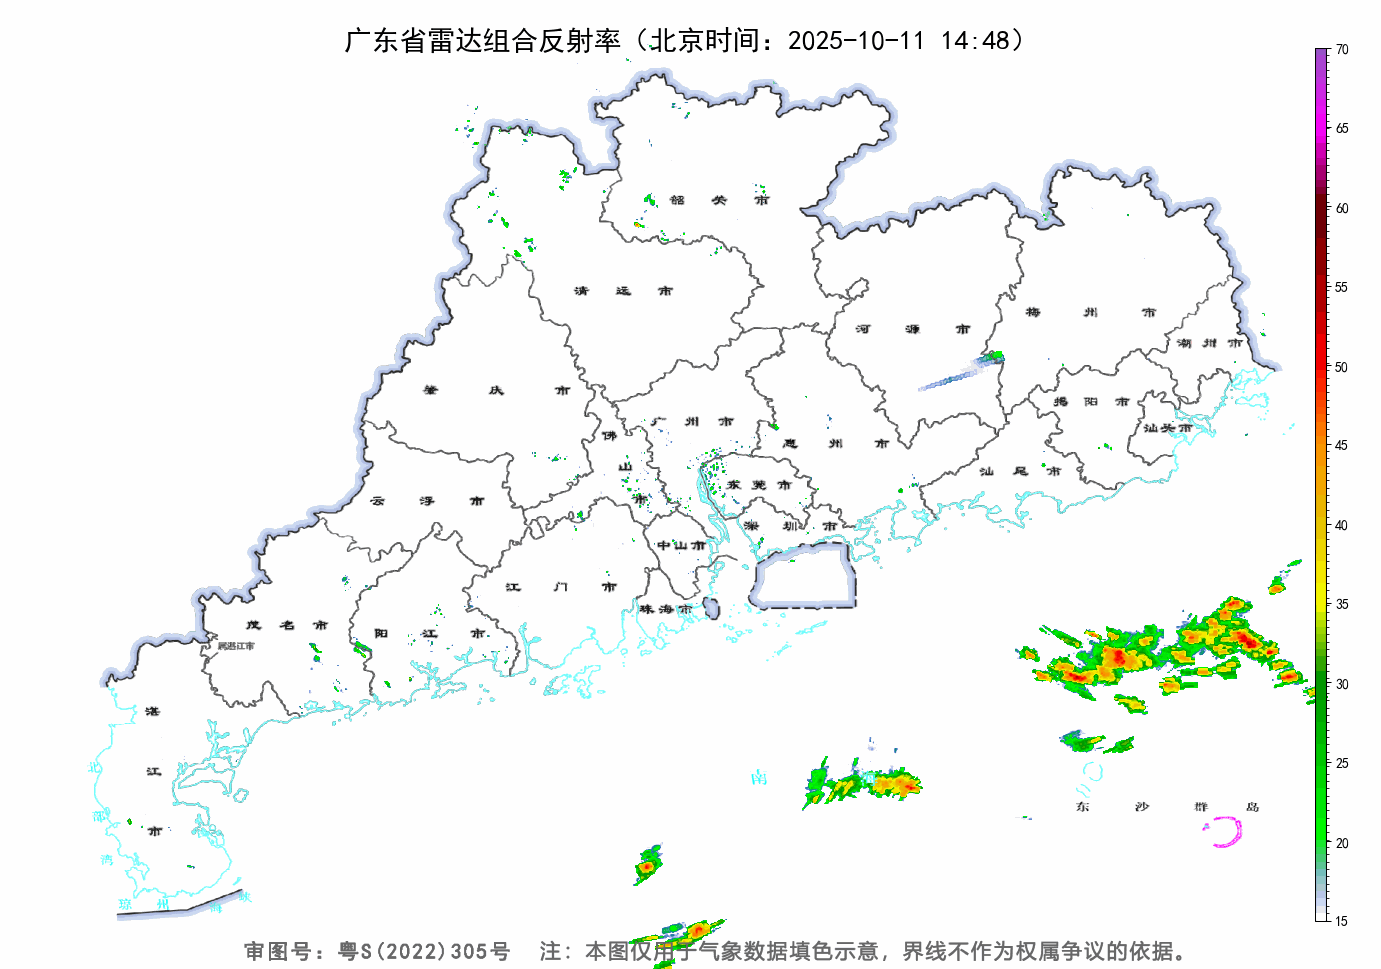 广东省雷达组合反射率（北京时间：2025-10-11 14:48）
70
65
60
55
50
45
40
35
30
25
20
15
韶关市
清远市
河源市
梅州市
潮州市
肇庆市
广州市
佛山市
惠州市
揭阳市
汕头市
汕尾市
云浮市
东莞市
深圳市
中山市
江门市
珠海市
茂名市
属湛江市
阳江市
湛江市
北部湾
南海
东沙群岛
琼州海峡
审图号：粤S(2022)305号 注：本图仅用于气象数据填色示意，界线不作为权属争议的依据。